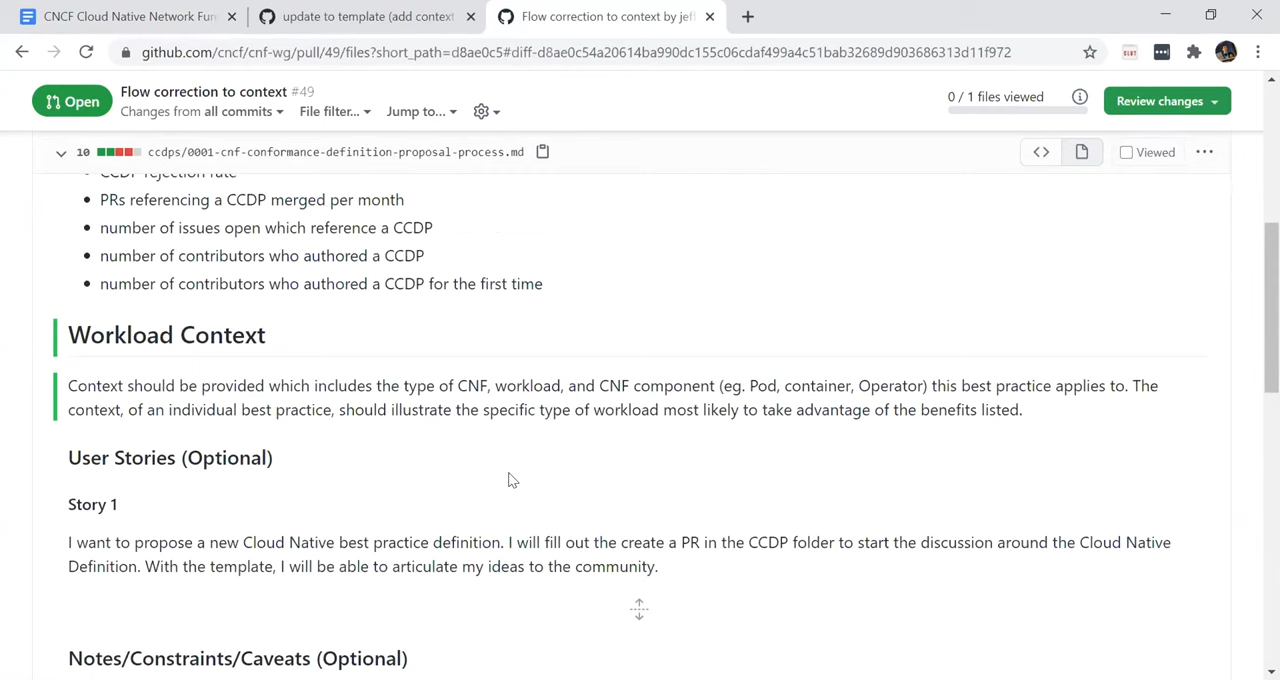 CNCF Cloud Native Network Fun
update to template (add context
Flow correction to context by jef
github.com/cncf/cnf-wg/pull/49/files?short_path=d8ae0c5#diff-d8ae0c54a20614ba990dc155c06cdaf499a4c51bab32689d903686313d11f972
Open
Flow correction to context #49
Changes from all commits
File filter...
Jump to...
0 / 1 files viewed
Review changes
10
ccdps/0001-cnf-conformance-definition-proposal-process.md
Viewed
CCDP rejection rate
PRs referencing a CCDP merged per month
number of issues open which reference a CCDP
number of contributors who authored a CCDP
number of contributors who authored a CCDP for the first time
Workload Context
Context should be provided which includes the type of CNF, workload, and CNF component (eg. Pod, container, Operator) this best practice applies to. The
context, of an individual best practice, should illustrate the specific type of workload most likely to take advantage of the benefits listed.
User Stories (Optional)
Story 1
I want to propose a new Cloud Native best practice definition. I will fill out the create a PR in the CCDP folder to start the discussion around the Cloud Native
Definition. With the template, I will be able to articulate my ideas to the community.
Notes/Constraints/Caveats (Optional)